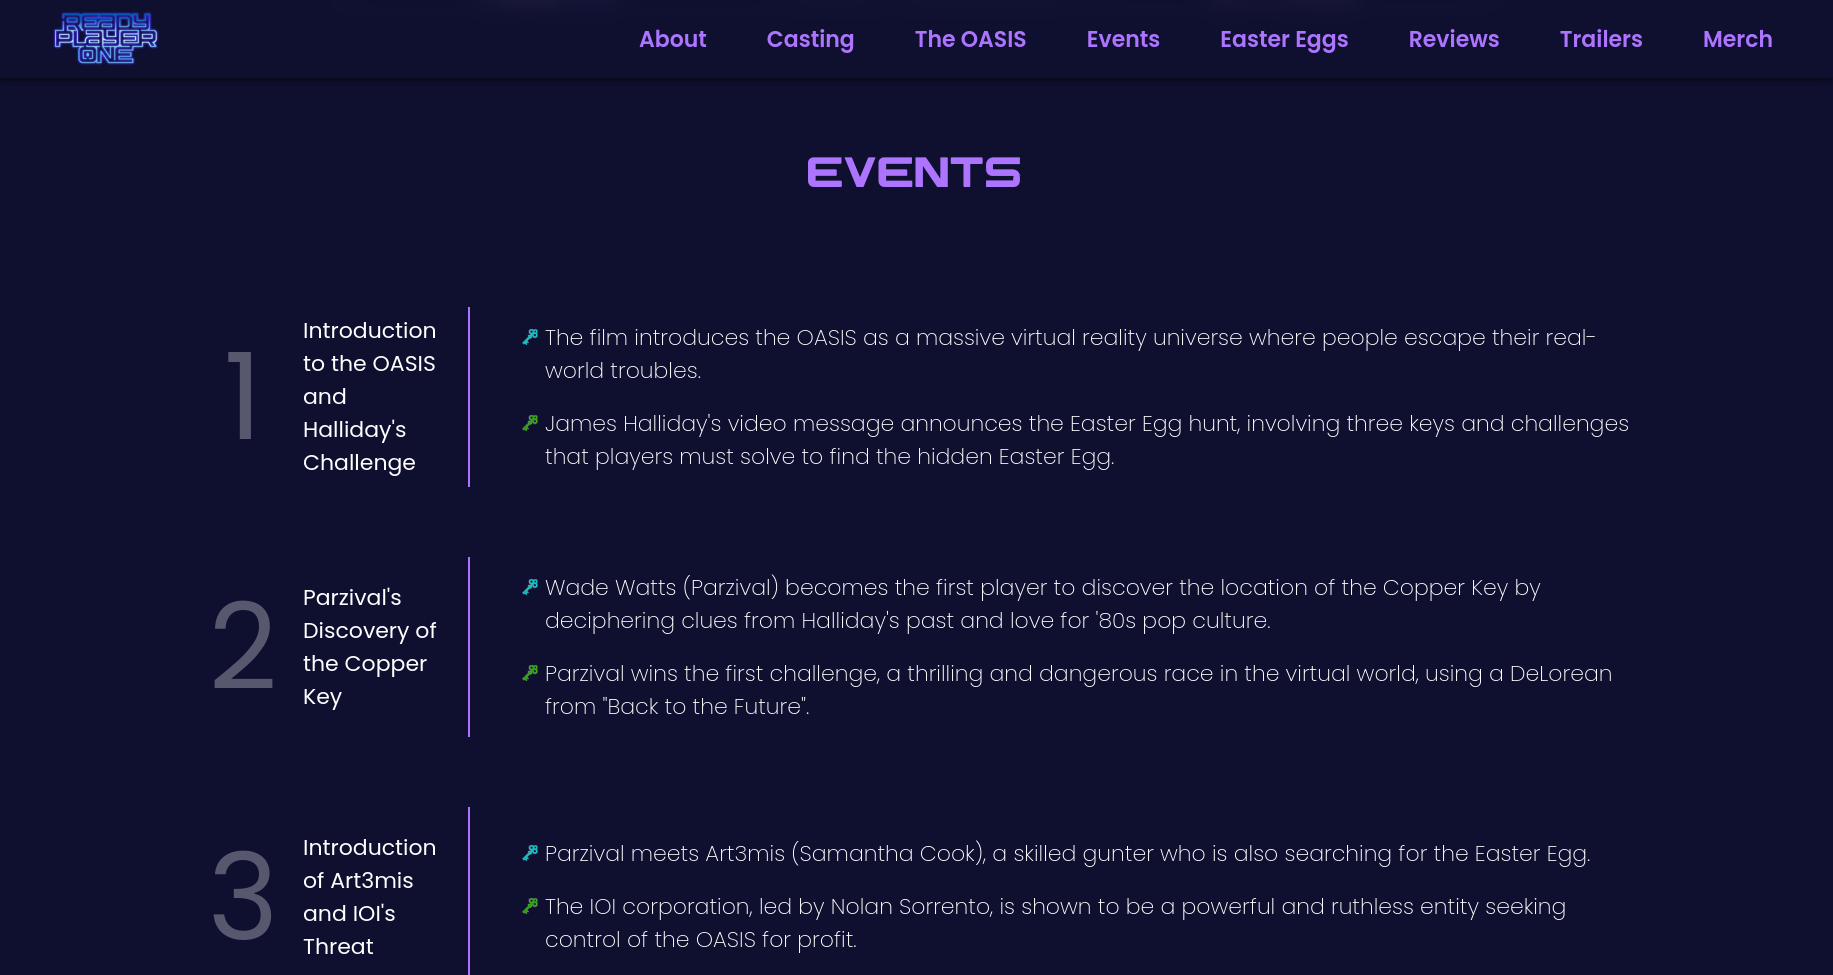 READY
PLAYER
ONE
About Casting The OASIS Events Easter Eggs Reviews Trailers Merch
EVENTS
1
Introduction
to the OASIS
and
Halliday's
Challenge
The film introduces the OASIS as a massive virtual reality universe where people escape their real-
world troubles.
James Halliday's video message announces the Easter Egg hunt, involving three keys and challenges
that players must solve to find the hidden Easter Egg.
2
Parzival's
Discovery of
the Copper
Key
Wade Watts (Parzival) becomes the first player to discover the location of the Copper Key by
deciphering clues from Halliday's past and love for '80s pop culture.
Parzival wins the first challenge, a thrilling and dangerous race in the virtual world, using a DeLorean
from "Back to the Future".
3
Introduction
of Art3mis
and IOI's
Threat
Parzival meets Art3mis (Samantha Cook), a skilled gunter who is also searching for the Easter Egg.
The IOI corporation, led by Nolan Sorrento, is shown to be a powerful and ruthless entity seeking
control of the OASIS for profit.